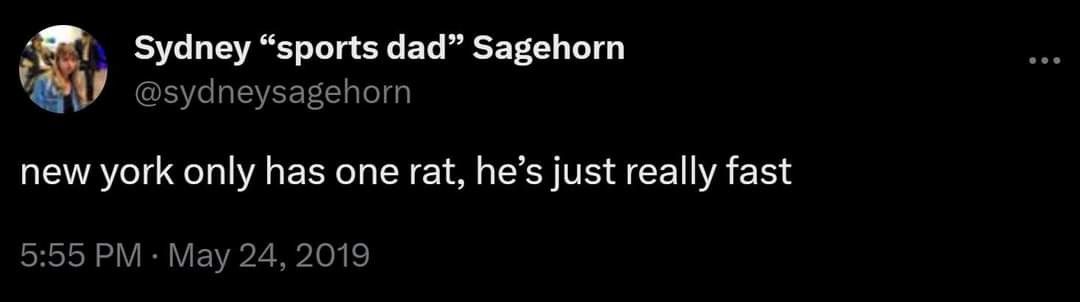 Sydney “sports dad” Sagehorn
@sydneysagehorn
new york only has one rat, he’s just really fast
5:55 PM · May 24, 2019